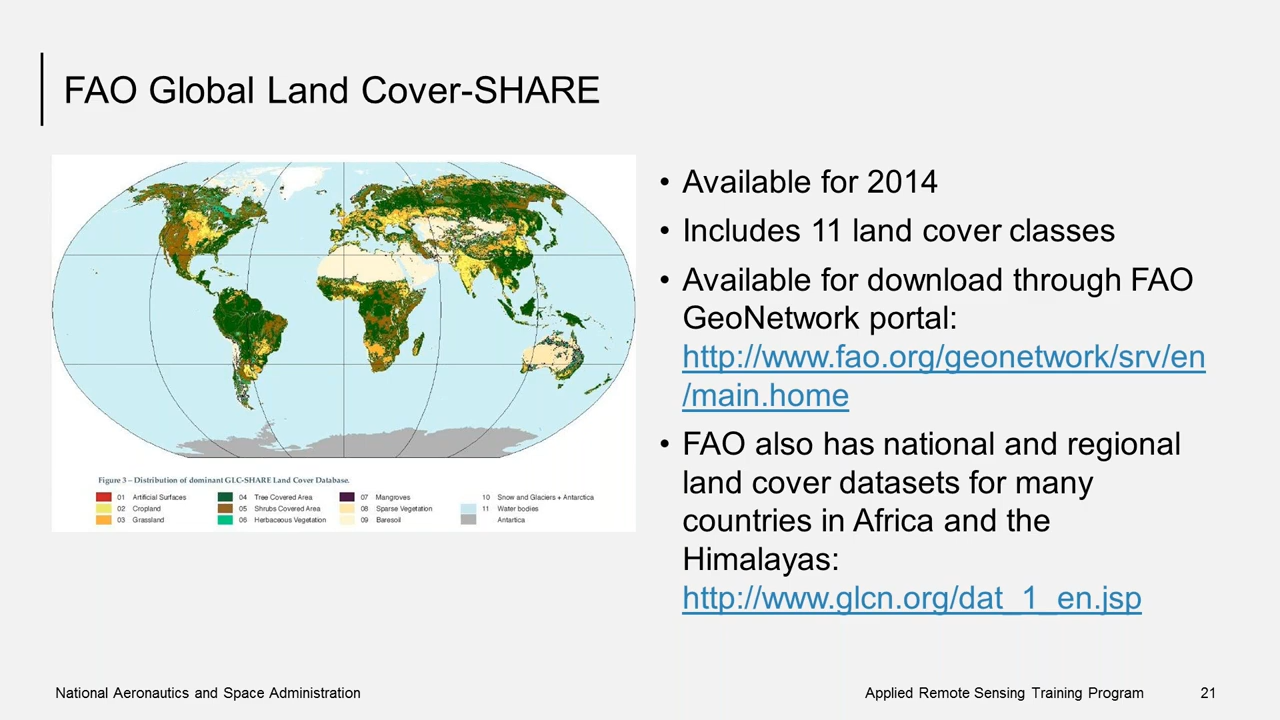 FAO Global Land Cover-SHARE
• Available for 2014
• Includes 11 land cover classes
• Available for download through FAO
GeoNetwork portal:
http://www.fao.org/geonetwork/srv/en
/main.home
• FAO also has national and regional
land cover datasets for many
countries in Africa and the
Himalayas:
http://www.glcn.org/dat_1_en.jsp
Figure 3 – Distribution of dominant GLC-SHARE Land Cover Database.
01 Artificial Surfaces
02 Cropland
03 Grassland
04 Tree Covered Area
05 Shrubs Covered Area
06 Herbaceous Vegetation
07 Mangroves
08 Sparse Vegetation
09 Baresoil
10 Snow and Glaciers + Antarctica
11 Water bodies
Antartica
National Aeronautics and Space Administration
Applied Remote Sensing Training Program
21